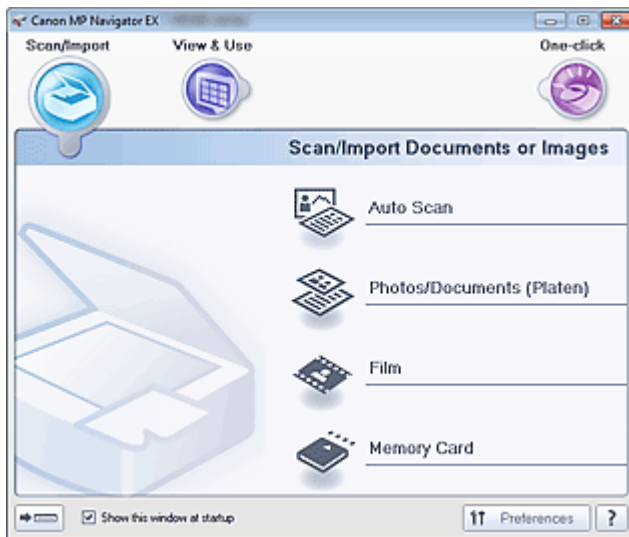 Canon MP Navigator EX
Scan/Import View & Use One-click
Scan/Import Documents or Images
Auto Scan
Photos/Documents (Platen)
Film
Memory Card
Show this window at startup Preferences ?